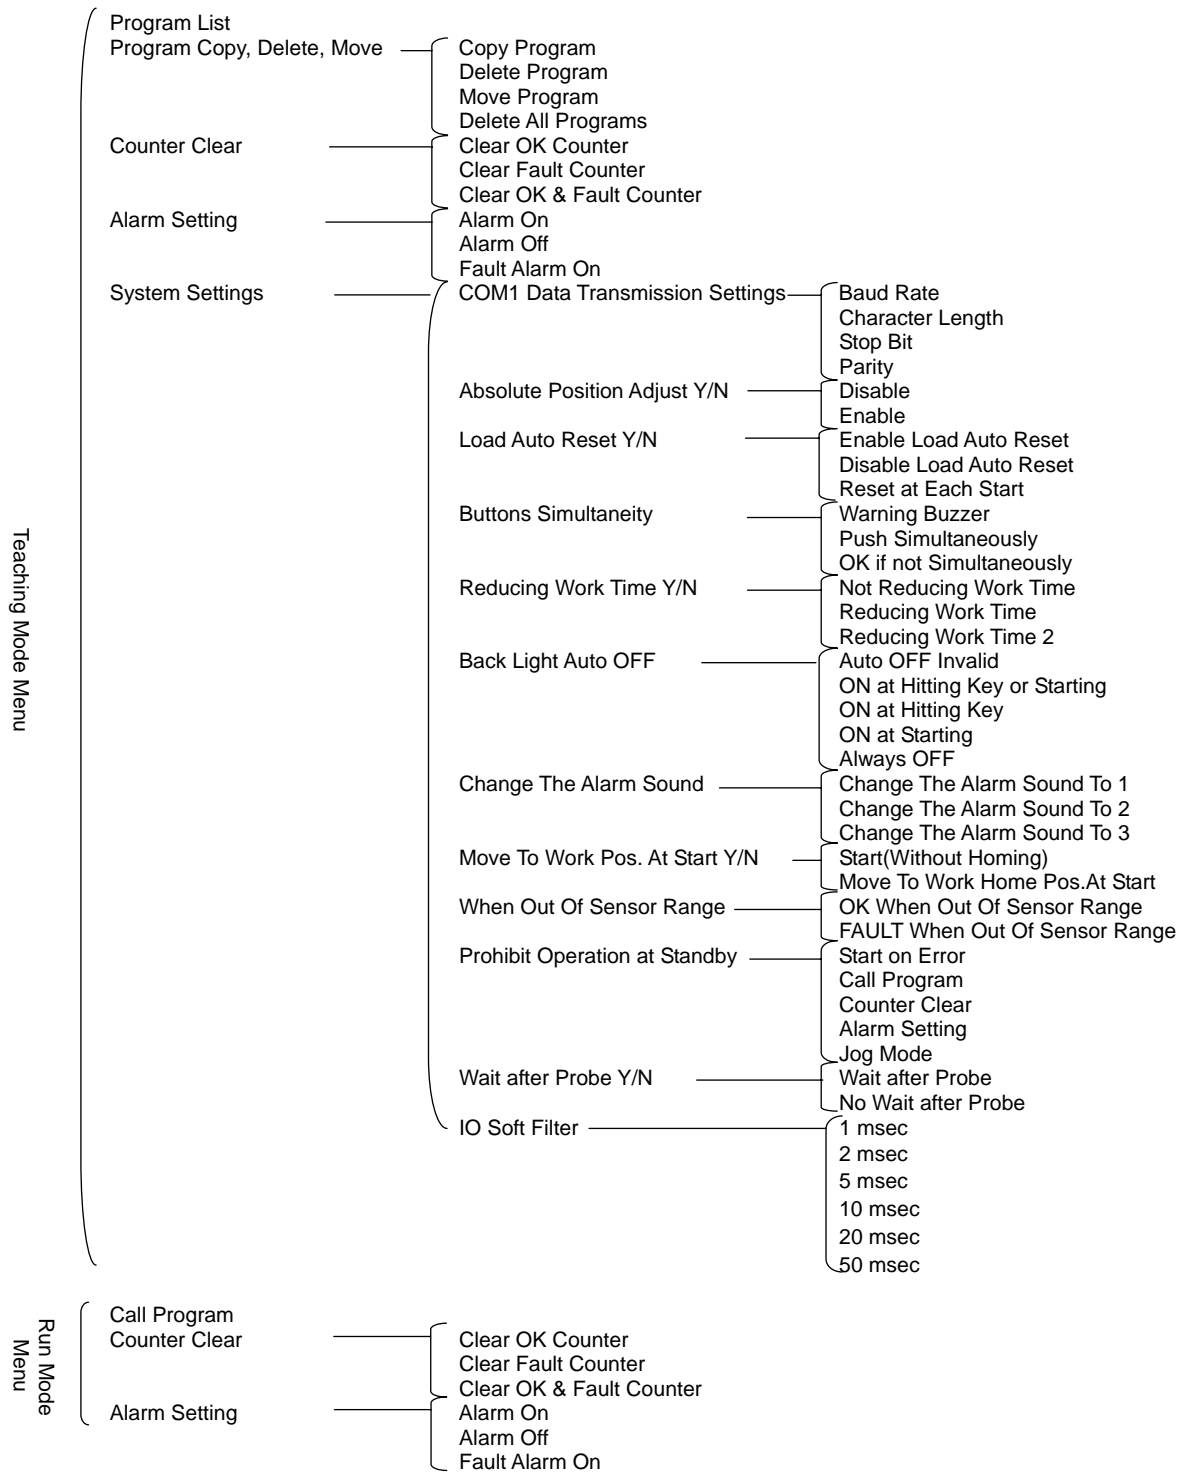 Teaching Mode Menu
Program List
Program Copy, Delete, Move
Copy Program
Delete Program
Move Program
Delete All Programs
Counter Clear
Clear OK Counter
Clear Fault Counter
Clear OK & Fault Counter
Alarm Setting
Alarm On
Alarm Off
Fault Alarm On
System Settings
COM1 Data Transmission Settings
Baud Rate
Character Length
Stop Bit
Parity
Absolute Position Adjust Y/N
Disable
Enable
Load Auto Reset Y/N
Enable Load Auto Reset
Disable Load Auto Reset
Reset at Each Start
Buttons Simultaneity
Warning Buzzer
Push Simultaneously
OK if not Simultaneously
Reducing Work Time Y/N
Not Reducing Work Time
Reducing Work Time
Reducing Work Time 2
Back Light Auto OFF
Auto OFF Invalid
ON at Hitting Key or Starting
ON at Hitting Key
ON at Starting
Always OFF
Change The Alarm Sound
Change The Alarm Sound To 1
Change The Alarm Sound To 2
Change The Alarm Sound To 3
Move To Work Pos. At Start Y/N
Start(Without Homing)
Move To Work Home Pos.At Start
When Out Of Sensor Range
OK When Out Of Sensor Range
FAULT When Out Of Sensor Range
Prohibit Operation at Standby
Start on Error
Call Program
Counter Clear
Alarm Setting
Jog Mode
Wait after Probe Y/N
Wait after Probe
No Wait after Probe
IO Soft Filter
1 msec
2 msec
5 msec
10 msec
20 msec
50 msec
Run Mode
Menu
Call Program
Counter Clear
Clear OK Counter
Clear Fault Counter
Clear OK & Fault Counter
Alarm Setting
Alarm On
Alarm Off
Fault Alarm On